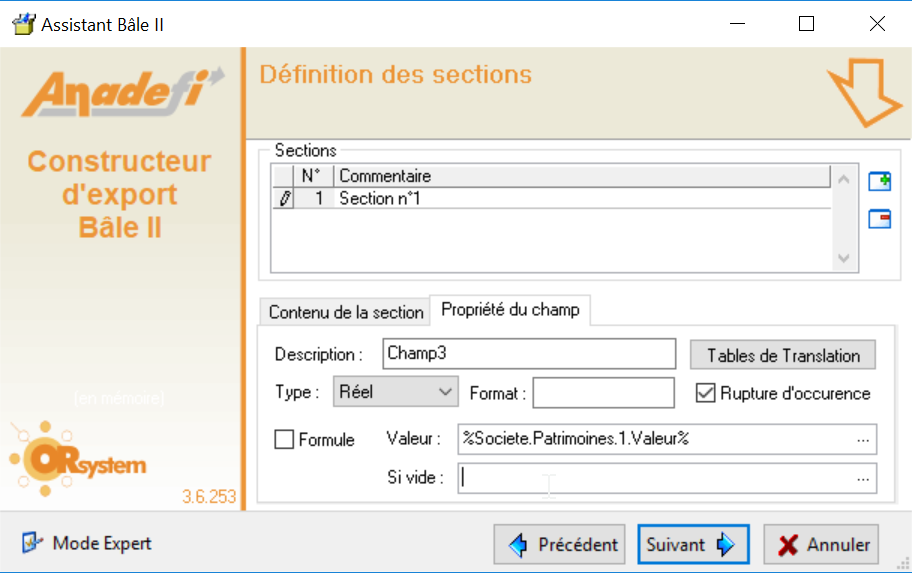 Assistant Bâle II
Anadefi
Constructeur
d'export
Bâle II
(en mémoire)
ORsystem
3.6.253
Définition des sections
Sections
N° Commentaire
1 Section n°1
Contenu de la section Propriété du champ
Description : Champ3 Tables de Translation
Type : Réel Format : Rupture d'occurence
Formule Valeur : %Societe.Patrimoines.1.Valeur% ...
Si vide : ...
Mode Expert Précédent Suivant Annuler